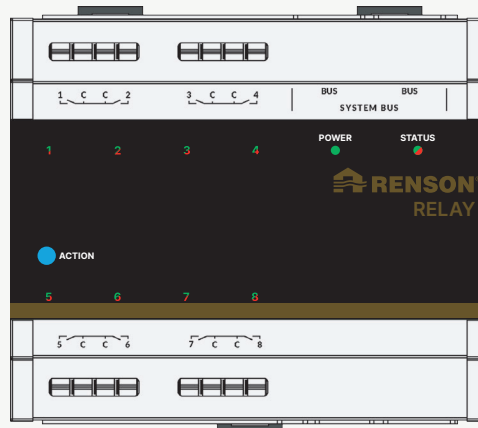 1 C C 2
3 C C 4
BUS BUS
SYSTEM BUS
POWER STATUS
1 2 3 4
RENSON
RELAY
ACTION
5 6 7 8
5 C C 6
7 C C 8